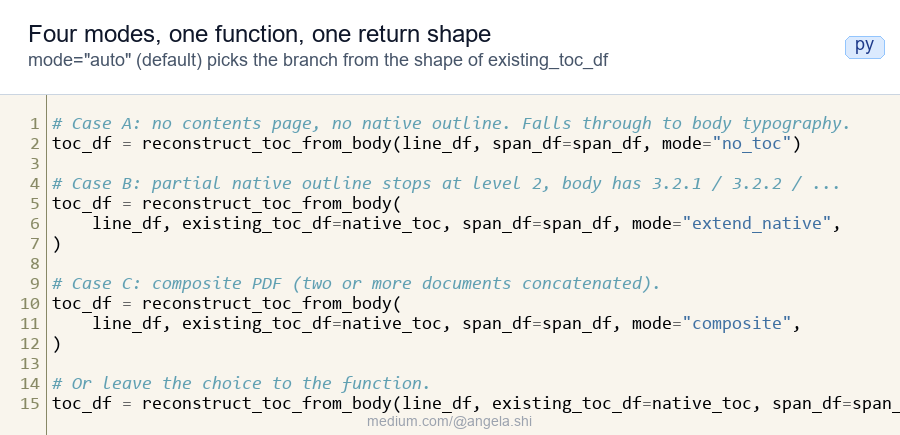 Four modes, one function, one return shape
mode="auto" (default) picks the branch from the shape of existing_toc_df
py
1 # Case A: no contents page, no native outline. Falls through to body typography.
2 toc_df = reconstruct_toc_from_body(line_df, span_df=span_df, mode="no_toc")
3
4 # Case B: partial native outline stops at level 2, body has 3.2.1 / 3.2.2 / ...
5 toc_df = reconstruct_toc_from_body(
6     line_df, existing_toc_df=native_toc, span_df=span_df, mode="extend_native",
7 )
8
9 # Case C: composite PDF (two or more documents concatenated).
10 toc_df = reconstruct_toc_from_body(
11     line_df, existing_toc_df=native_toc, span_df=span_df, mode="composite",
12 )
13
14 # Or leave the choice to the function.
15 toc_df = reconstruct_toc_from_body(line_df, existing_toc_df=native_toc, span_df=span_
medium.com/@angela.shi